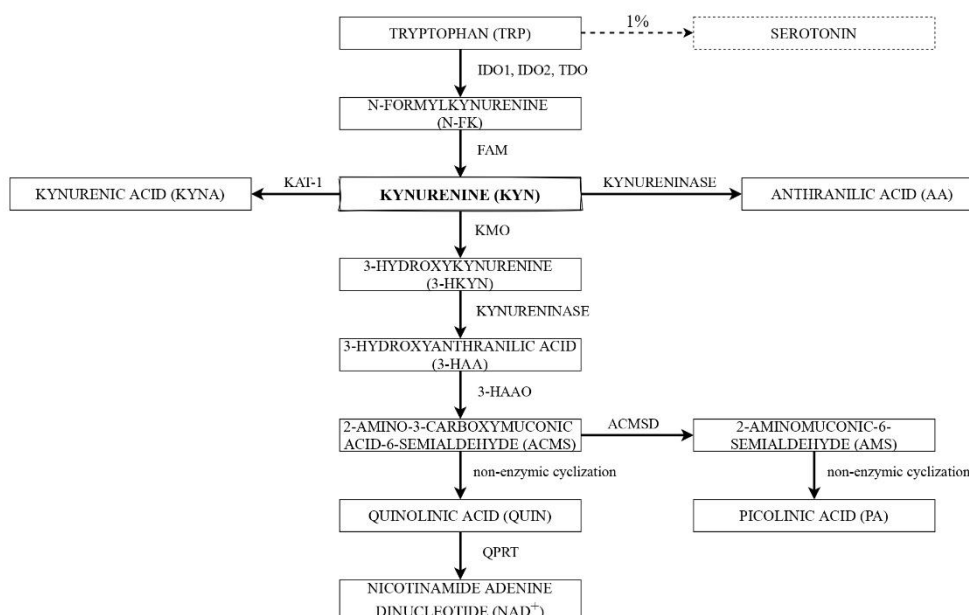 TRYPTOPHAN (TRP)
1%
SEROTONIN
IDO1, IDO2, TDO
N-FORMYLKYNURENINE
(N-FK)
FAM
KYNURENIC ACID (KYNA)
KAT-1
KYNURENINE (KYN)
KYNURENINASE
ANTHRANILIC ACID (AA)
KMO
3-HYDROXYKYNURENINE
(3-HKYN)
KYNURENINASE
3-HYDROXYANTHRANILIC ACID
(3-HAA)
3-HAAO
2-AMINO-3-CARBOXYMUCONIC
ACID-6-SEMIALDEHYDE (ACMS)
ACMSD
2-AMINOMUCONIC-6-
SEMIALDEHYDE (AMS)
non-enzymic cyclization
non-enzymic cyclization
QUINOLINIC ACID (QUIN)
PICOLINIC ACID (PA)
QPRT
NICOTINAMIDE ADENINE
DINUCLEOTIDE (NAD+)